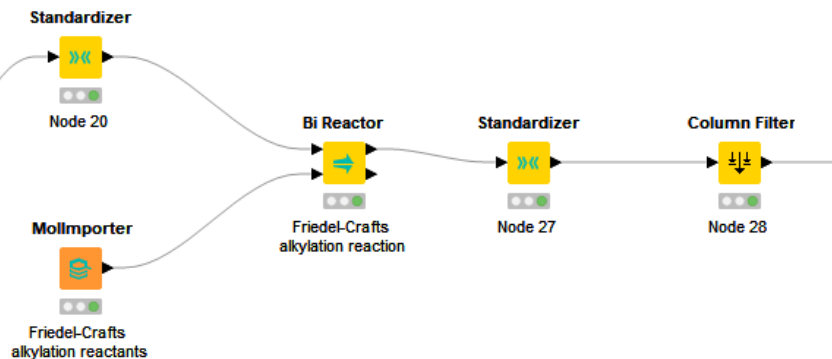 Standardizer
Node 20
Bi Reactor
Friedel-Crafts
alkylation reaction
Standardizer
Node 27
Column Filter
Node 28
MolImporter
Friedel-Crafts
alkylation reactants